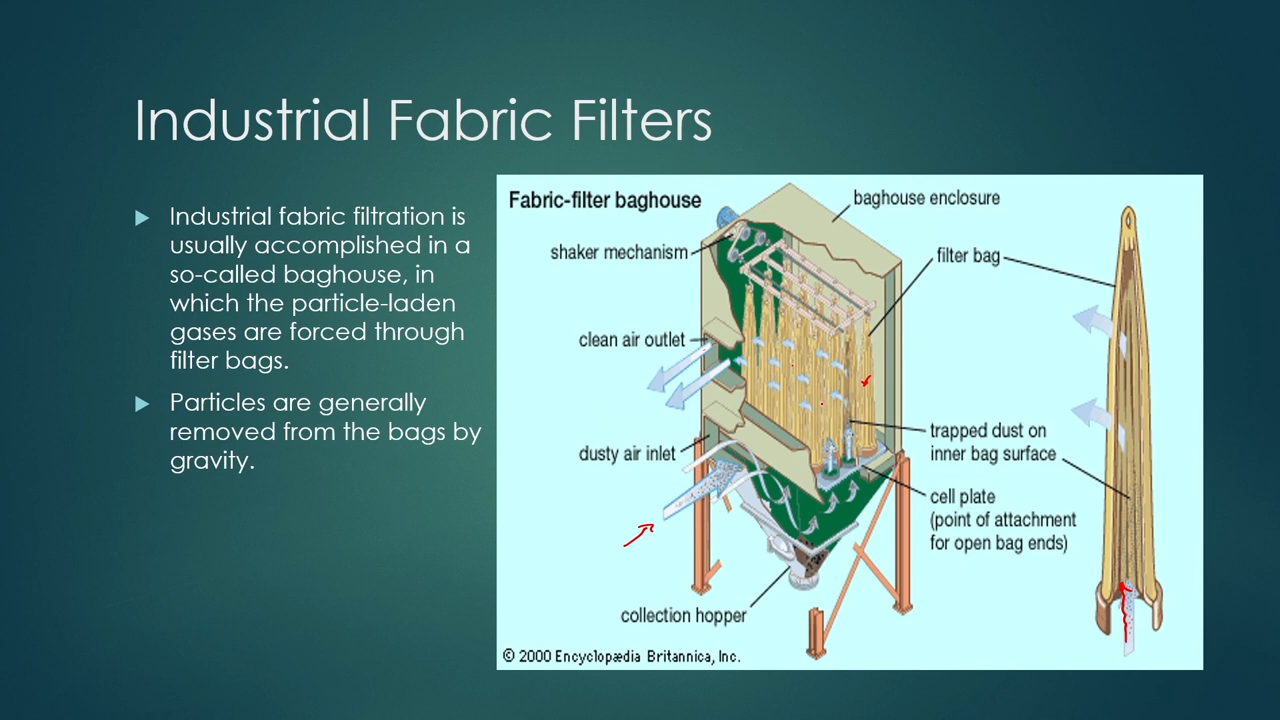 Industrial Fabric Filters
Industrial fabric filtration is
usually accomplished in a
so-called baghouse, in
which the particle-laden
gases are forced through
filter bags.
Particles are generally
removed from the bags by
gravity.
Fabric-filter baghouse
baghouse enclosure
shaker mechanism
filter bag
clean air outlet
trapped dust on
inner bag surface
dusty air inlet
cell plate
(point of attachment
for open bag ends)
collection hopper
© 2000 Encyclopædia Britannica, Inc.